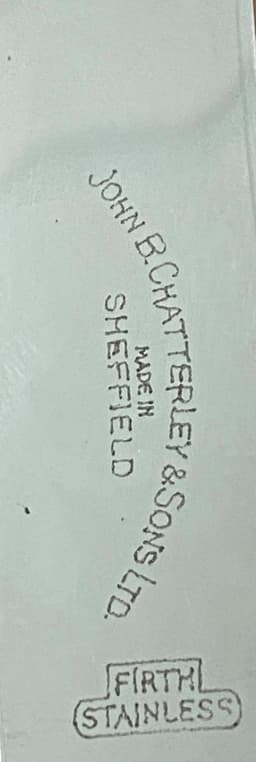 JOHN B. CHATTERLEY & SONS LTD.
MADE IN
SHEFFIELD
FIRTH
STAINLESS